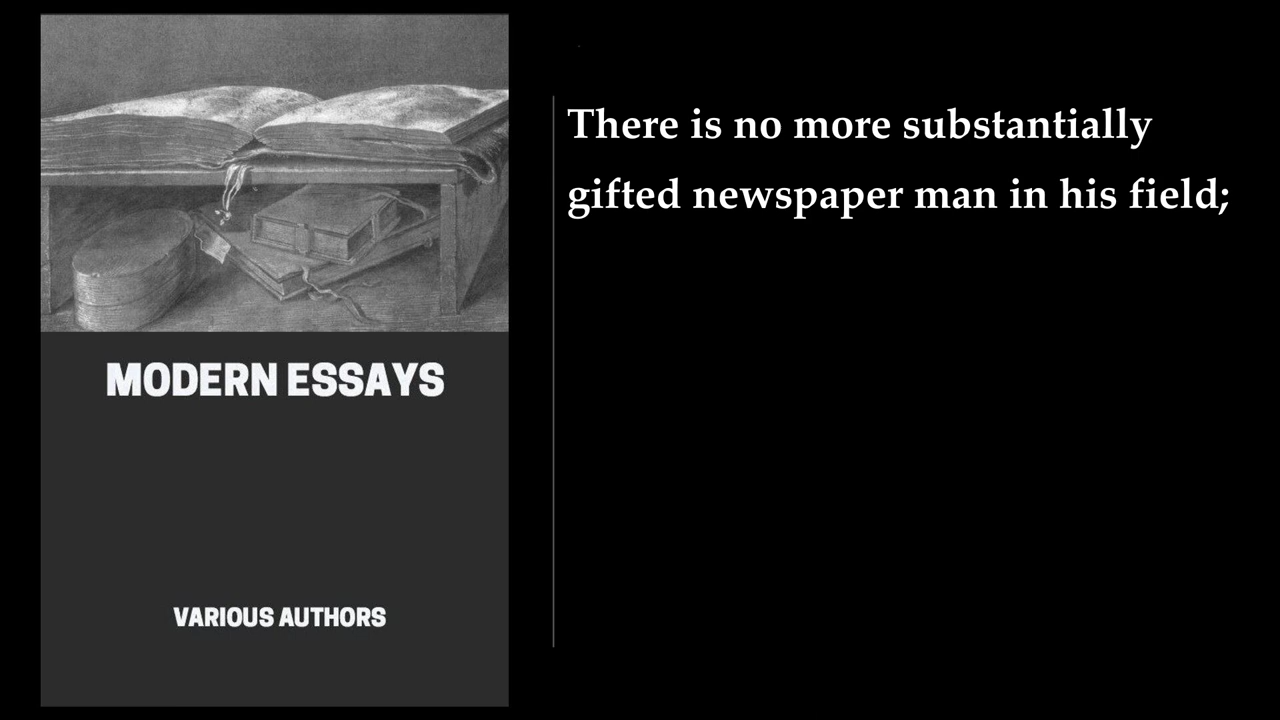 There is no more substantially
gifted newspaper man in his field;
MODERN ESSAYS
VARIOUS AUTHORS